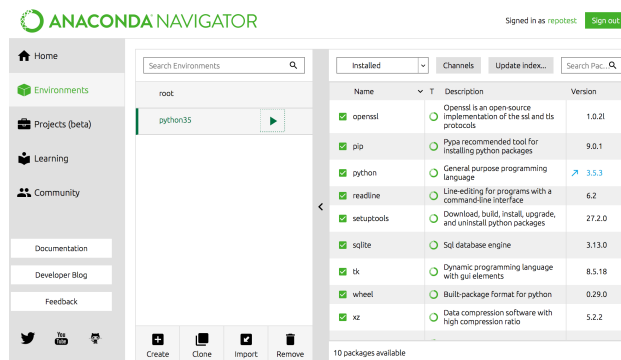 ANACONDA NAVIGATOR
Signed in as repotest
Sign out
Home
Environments
Projects (beta)
Learning
Community
Documentation
Developer Blog
Feedback
You
Tube
Search Environments
root
python35
Create Clone Import Remove
Installed
Channels
Update index...
Search Pac..
Name T Description Version
openssl Openssl is an open-source
implementation of the ssl and tls
protocols 1.0.2l
pip Pypa recommended tool for
installing python packages 9.0.1
python General purpose programming
language 3.5.3
readline Line-editing for programs with a
command-line interface 6.2
setuptools Download, build, install, upgrade,
and uninstall python packages 27.2.0
sqlite Sql database engine 3.13.0
tk Dynamic programming language
with gui elements 8.5.18
wheel Built-package format for python 0.29.0
xz Data compression software with
high compression ratio 5.2.2
10 packages available